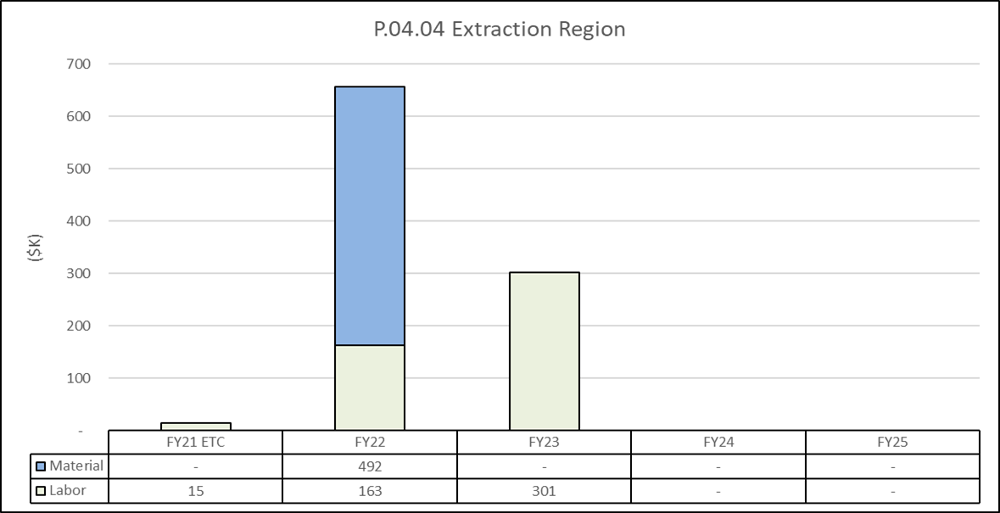 P.04.04 Extraction Region
700
600
500
400
300
200
100
-
($K)
FY21 ETC FY22 FY23 FY24 FY25
Material - 492 - - -
Labor 15 163 301 - -